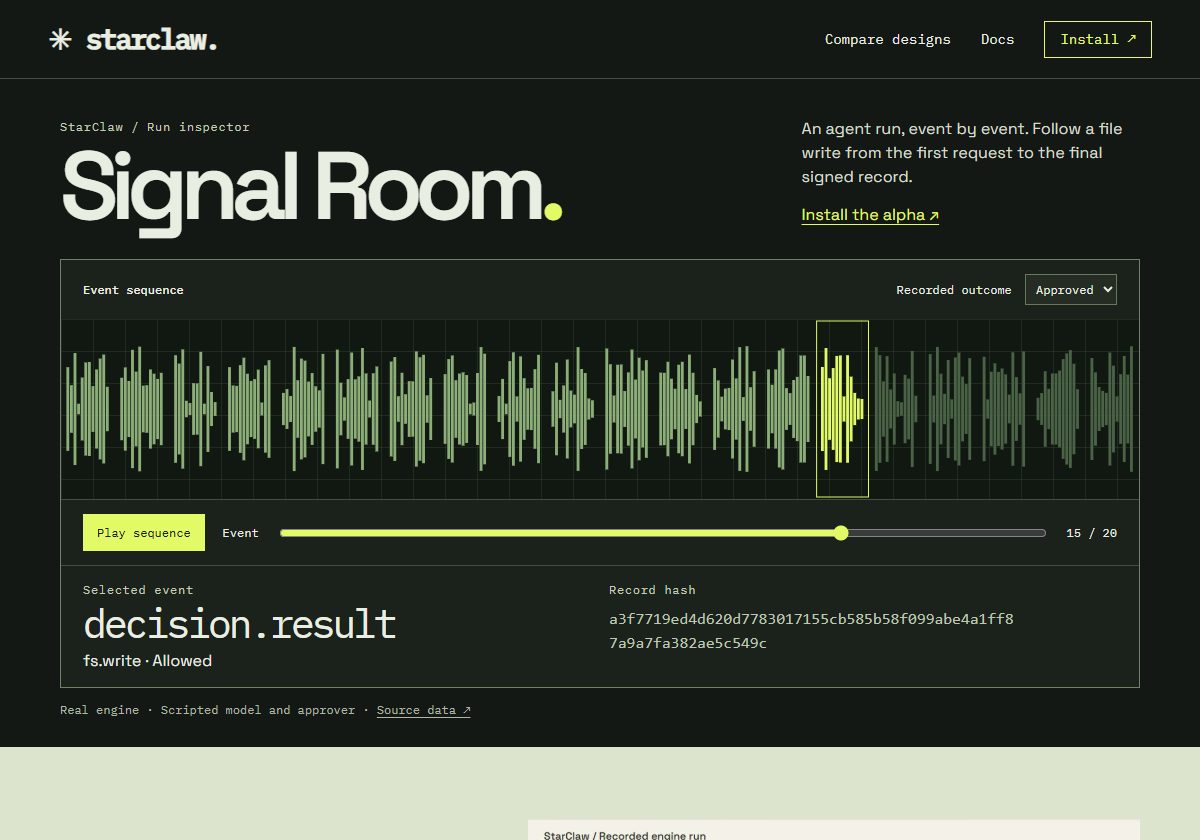 ✳ starclaw.
Compare designs
Docs
Install ↗
StarClaw / Run inspector
Signal Room.
An agent run, event by event. Follow a file
write from the first request to the final
signed record.
Install the alpha ↗
Event sequence
Recorded outcome
Approved
Play sequence
Event
15 / 20
Selected event
decision.result
fs.write · Allowed
Record hash
a3f7719ed4d620d7783017155cb585b58f099abe4a1ff8
7a9a7fa382ae5c549c
Real engine · Scripted model and approver · Source data ↗
StarClaw / Recorded engine run